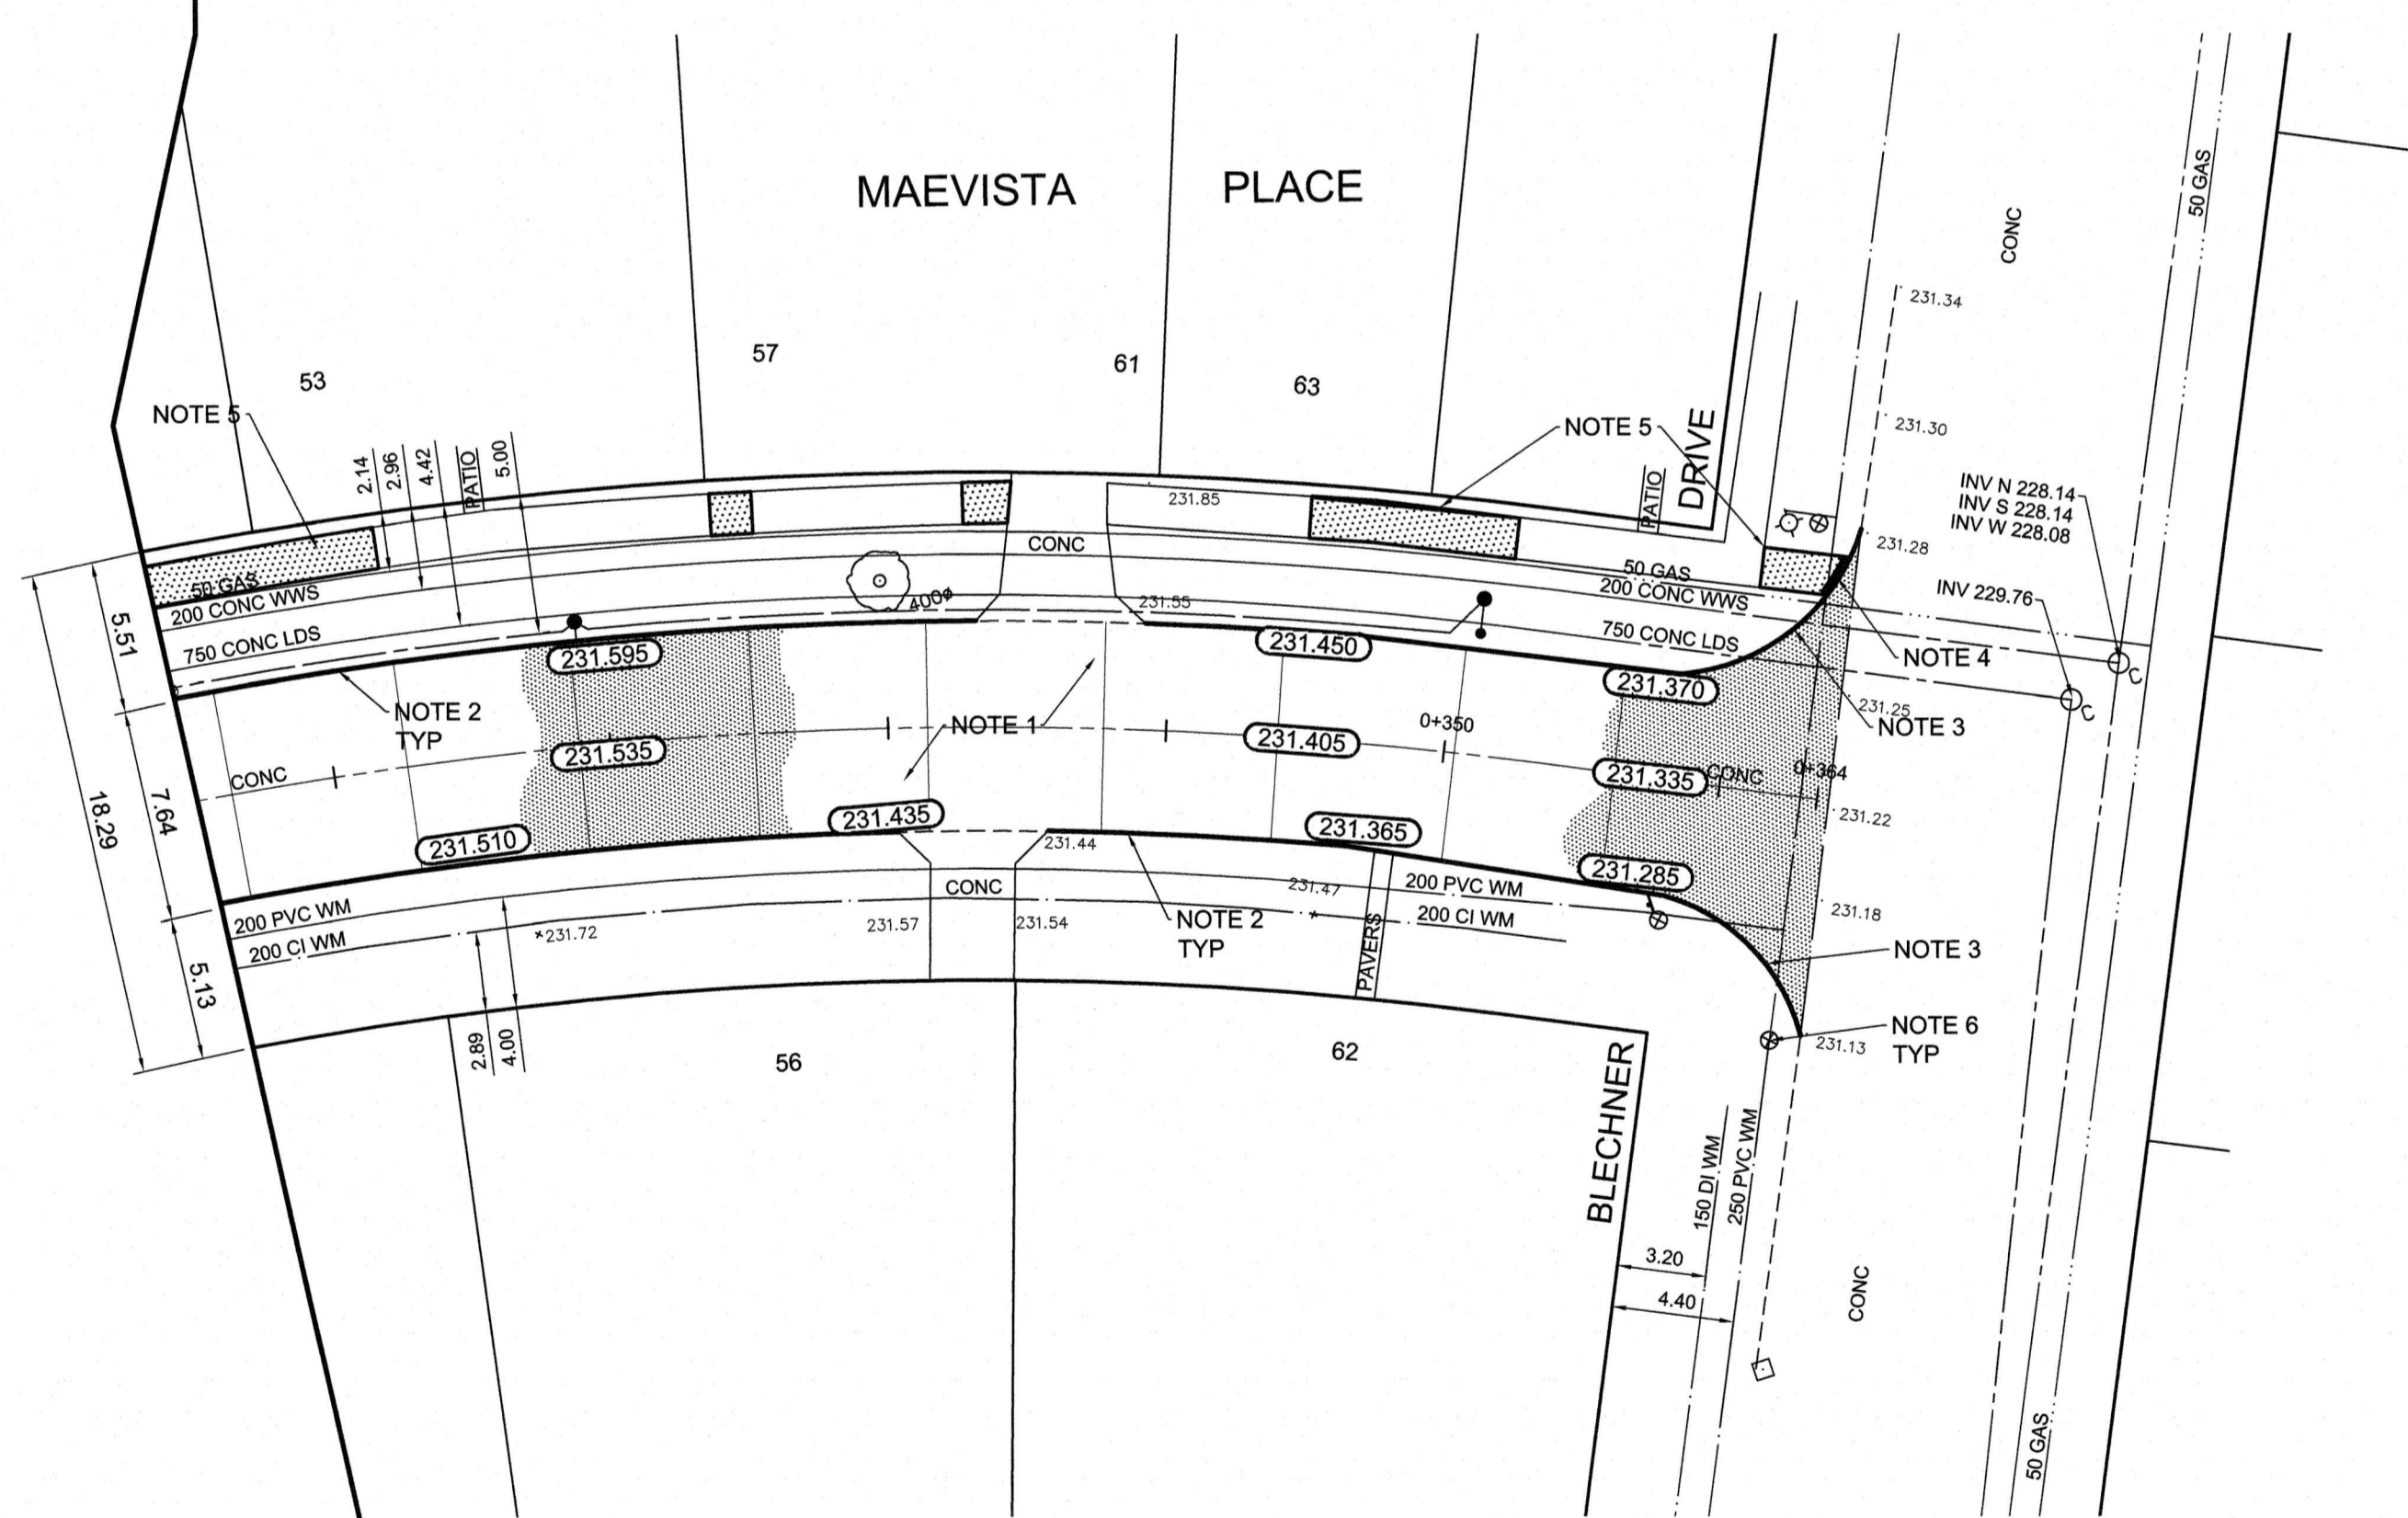 MAEVISTA PLACE
53
57
61
63
56
62
DRIVE
BLECHNER
NOTE 5
NOTE 5
2.14
2.96
4.42
PATIO
5.00
PATIO
50 GAS
200 CONC WWS
750 CONC LDS
CONC
231.85
231.55
400ø
50 GAS
200 CONC WWS
750 CONC LDS
5.51
7.64
5.13
18.29
NOTE 2
TYP
231.595
231.535
231.510
CONC
NOTE 1
231.435
231.450
231.405
231.365
0+350
231.370
231.335
231.285
CONC
0+364
231.44
200 PVC WM
200 CI WM
*231.72
231.57
CONC
231.54
231.47
200 PVC WM
200 CI WM
PAVERS
NOTE 2
TYP
2.89
4.00
231.34
231.30
231.28
231.25
231.22
231.18
231.13
NOTE 4
NOTE 3
NOTE 3
NOTE 6
TYP
INV N 228.14
INV S 228.14
INV W 228.08
INV 229.76
C
C
CONC
50 GAS
150 DI WM
250 PVC WM
3.20
4.40
CONC
50 GAS